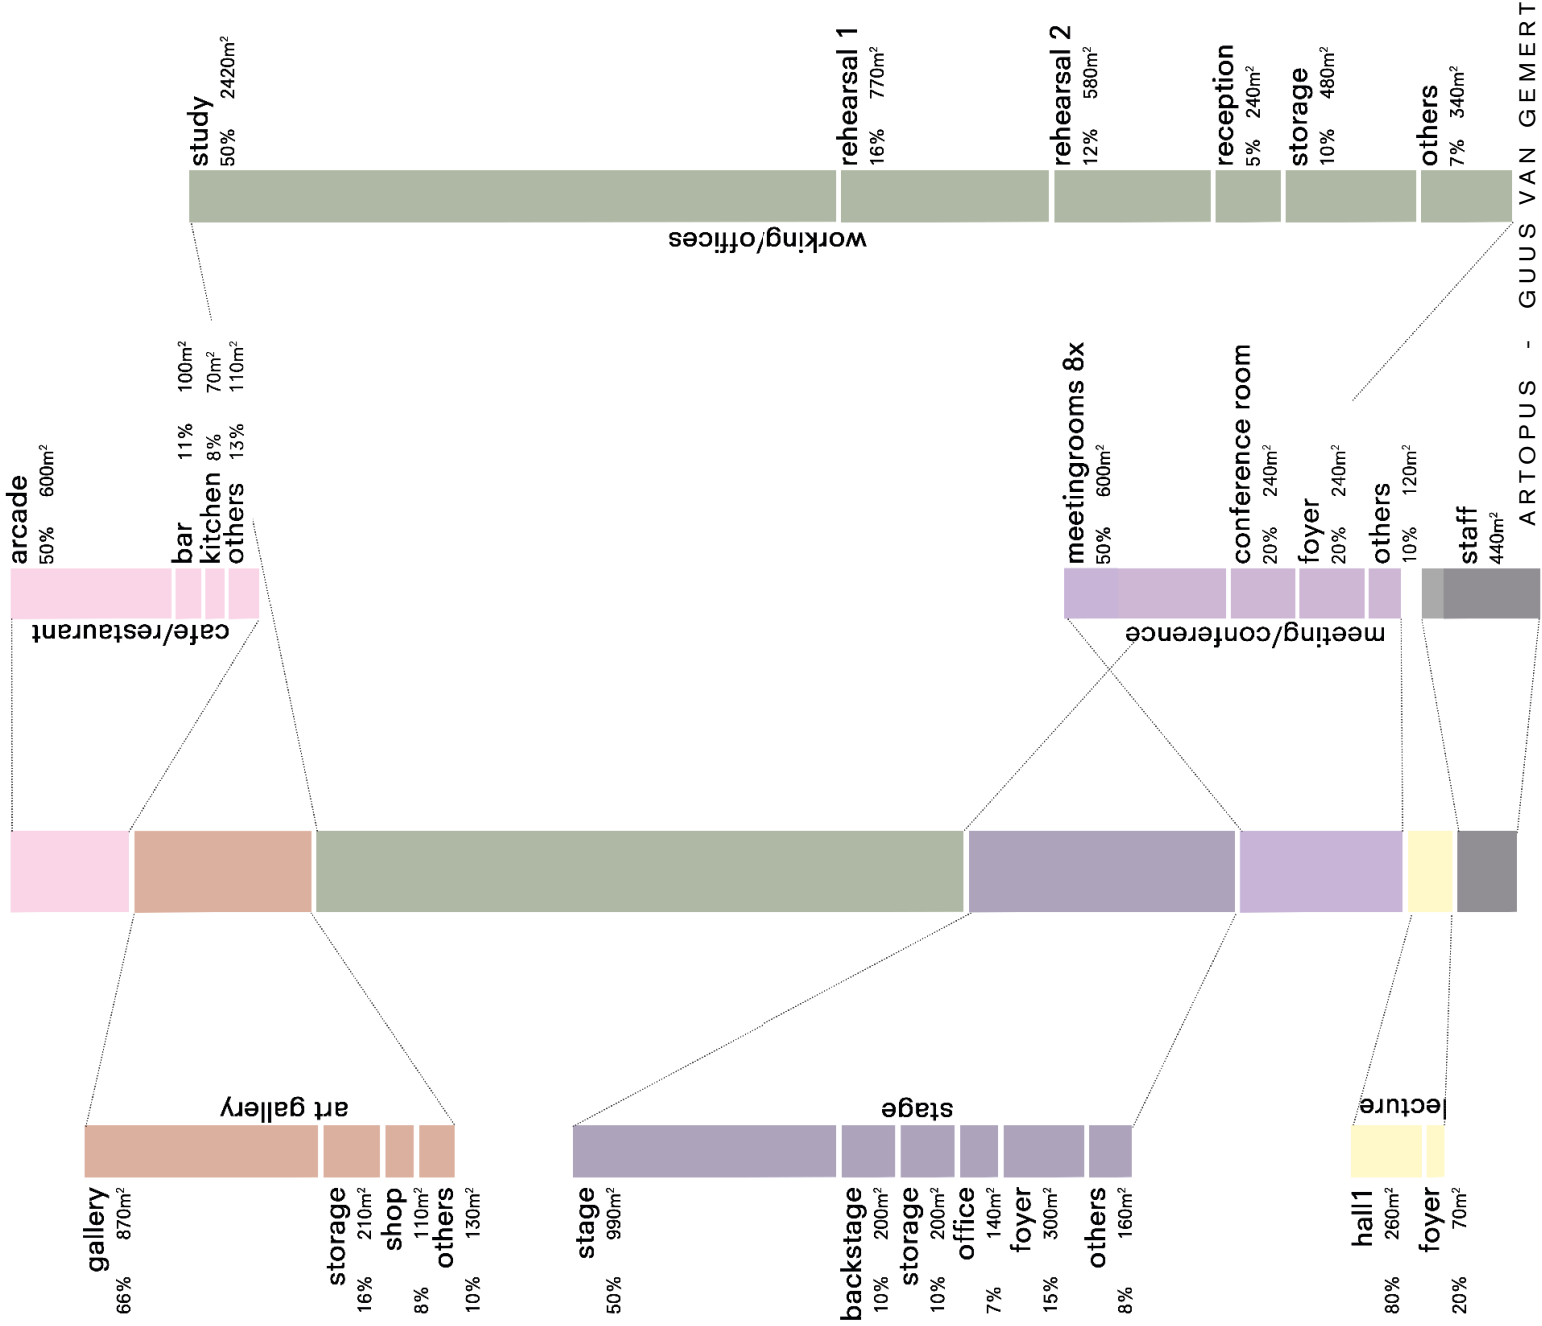 study
50% 2420m²
rehearsal 1
16% 770m²
rehearsal 2
12% 580m²
reception
5% 240m²
storage
10% 480m²
others
7% 340m²
working/offices
arcade
50% 600m²
bar 11% 100m²
kitchen 8% 70m²
others 13% 110m²
cafe/restaurant
meetingrooms 8x
50% 600m²
conference room
20% 240m²
foyer
20% 240m²
others
10% 120m²
meeting/conference
staff
440m²
art gallery
gallery
66% 870m²
storage
16% 210m²
shop
8% 110m²
others
10% 130m²
stage
stage
50% 990m²
backstage
10% 200m²
storage
10% 200m²
office
7% 140m²
foyer
15% 300m²
others
8% 160m²
lecture
hall1
80% 260m²
foyer
20% 70m²
ARTOPUS - GUUS VAN GEMERT